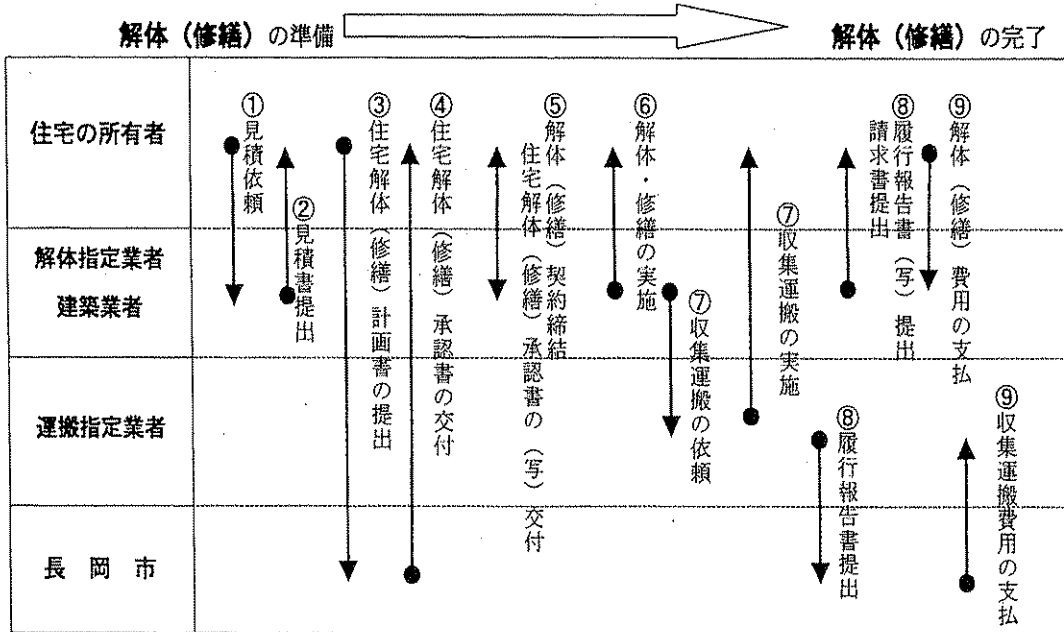 解体（修繕）の準備
解体（修繕）の完了
住宅の所有者
解体指定業者
建築業者
運搬指定業者
長岡市
①見積依頼
②見積書提出
③住宅解体（修繕）計画書の提出
④住宅解体（修繕）承認書の交付
⑤解体（修繕）契約締結
住宅解体（修繕）承認書の（写）交付
⑥解体・修繕の実施
⑦収集運搬の依頼
⑦収集運搬の実施
⑧履行報告書提出
⑧履行報告書（写）提出
請求書提出
⑨解体（修繕）費用の支払
⑨収集運搬費用の支払